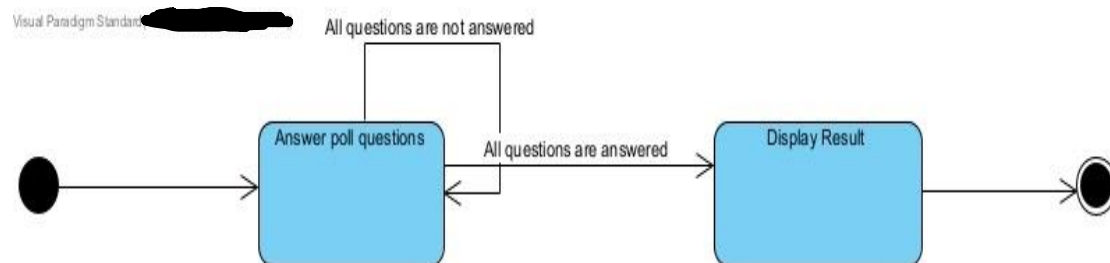 Visual Paradigm Standard
All questions are not answered
Answer poll questions
All questions are answered
Display Result